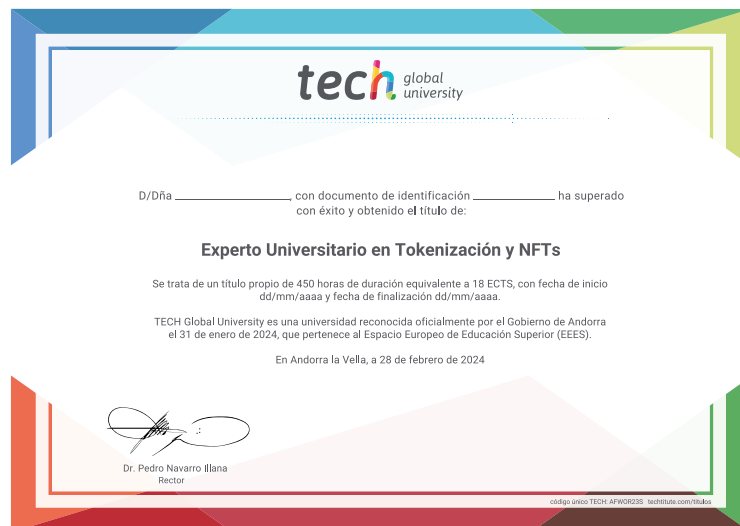 tech global university
D/Dña ____________________, con documento de identificación ______________ ha superado
con éxito y obtenido el título de:
Experto Universitario en Tokenización y NFTs
Se trata de un título propio de 450 horas de duración equivalente a 18 ECTS, con fecha de inicio
dd/mm/aaaa y fecha de finalización dd/mm/aaaa.
TECH Global University es una universidad reconocida oficialmente por el Gobierno de Andorra
el 31 de enero de 2024, que pertenece al Espacio Europeo de Educación Superior (EEES).
En Andorra la Vella, a 28 de febrero de 2024
Dr. Pedro Navarro Illana
Rector
código único TECH: AFWOR23S techtitute.com/titulos